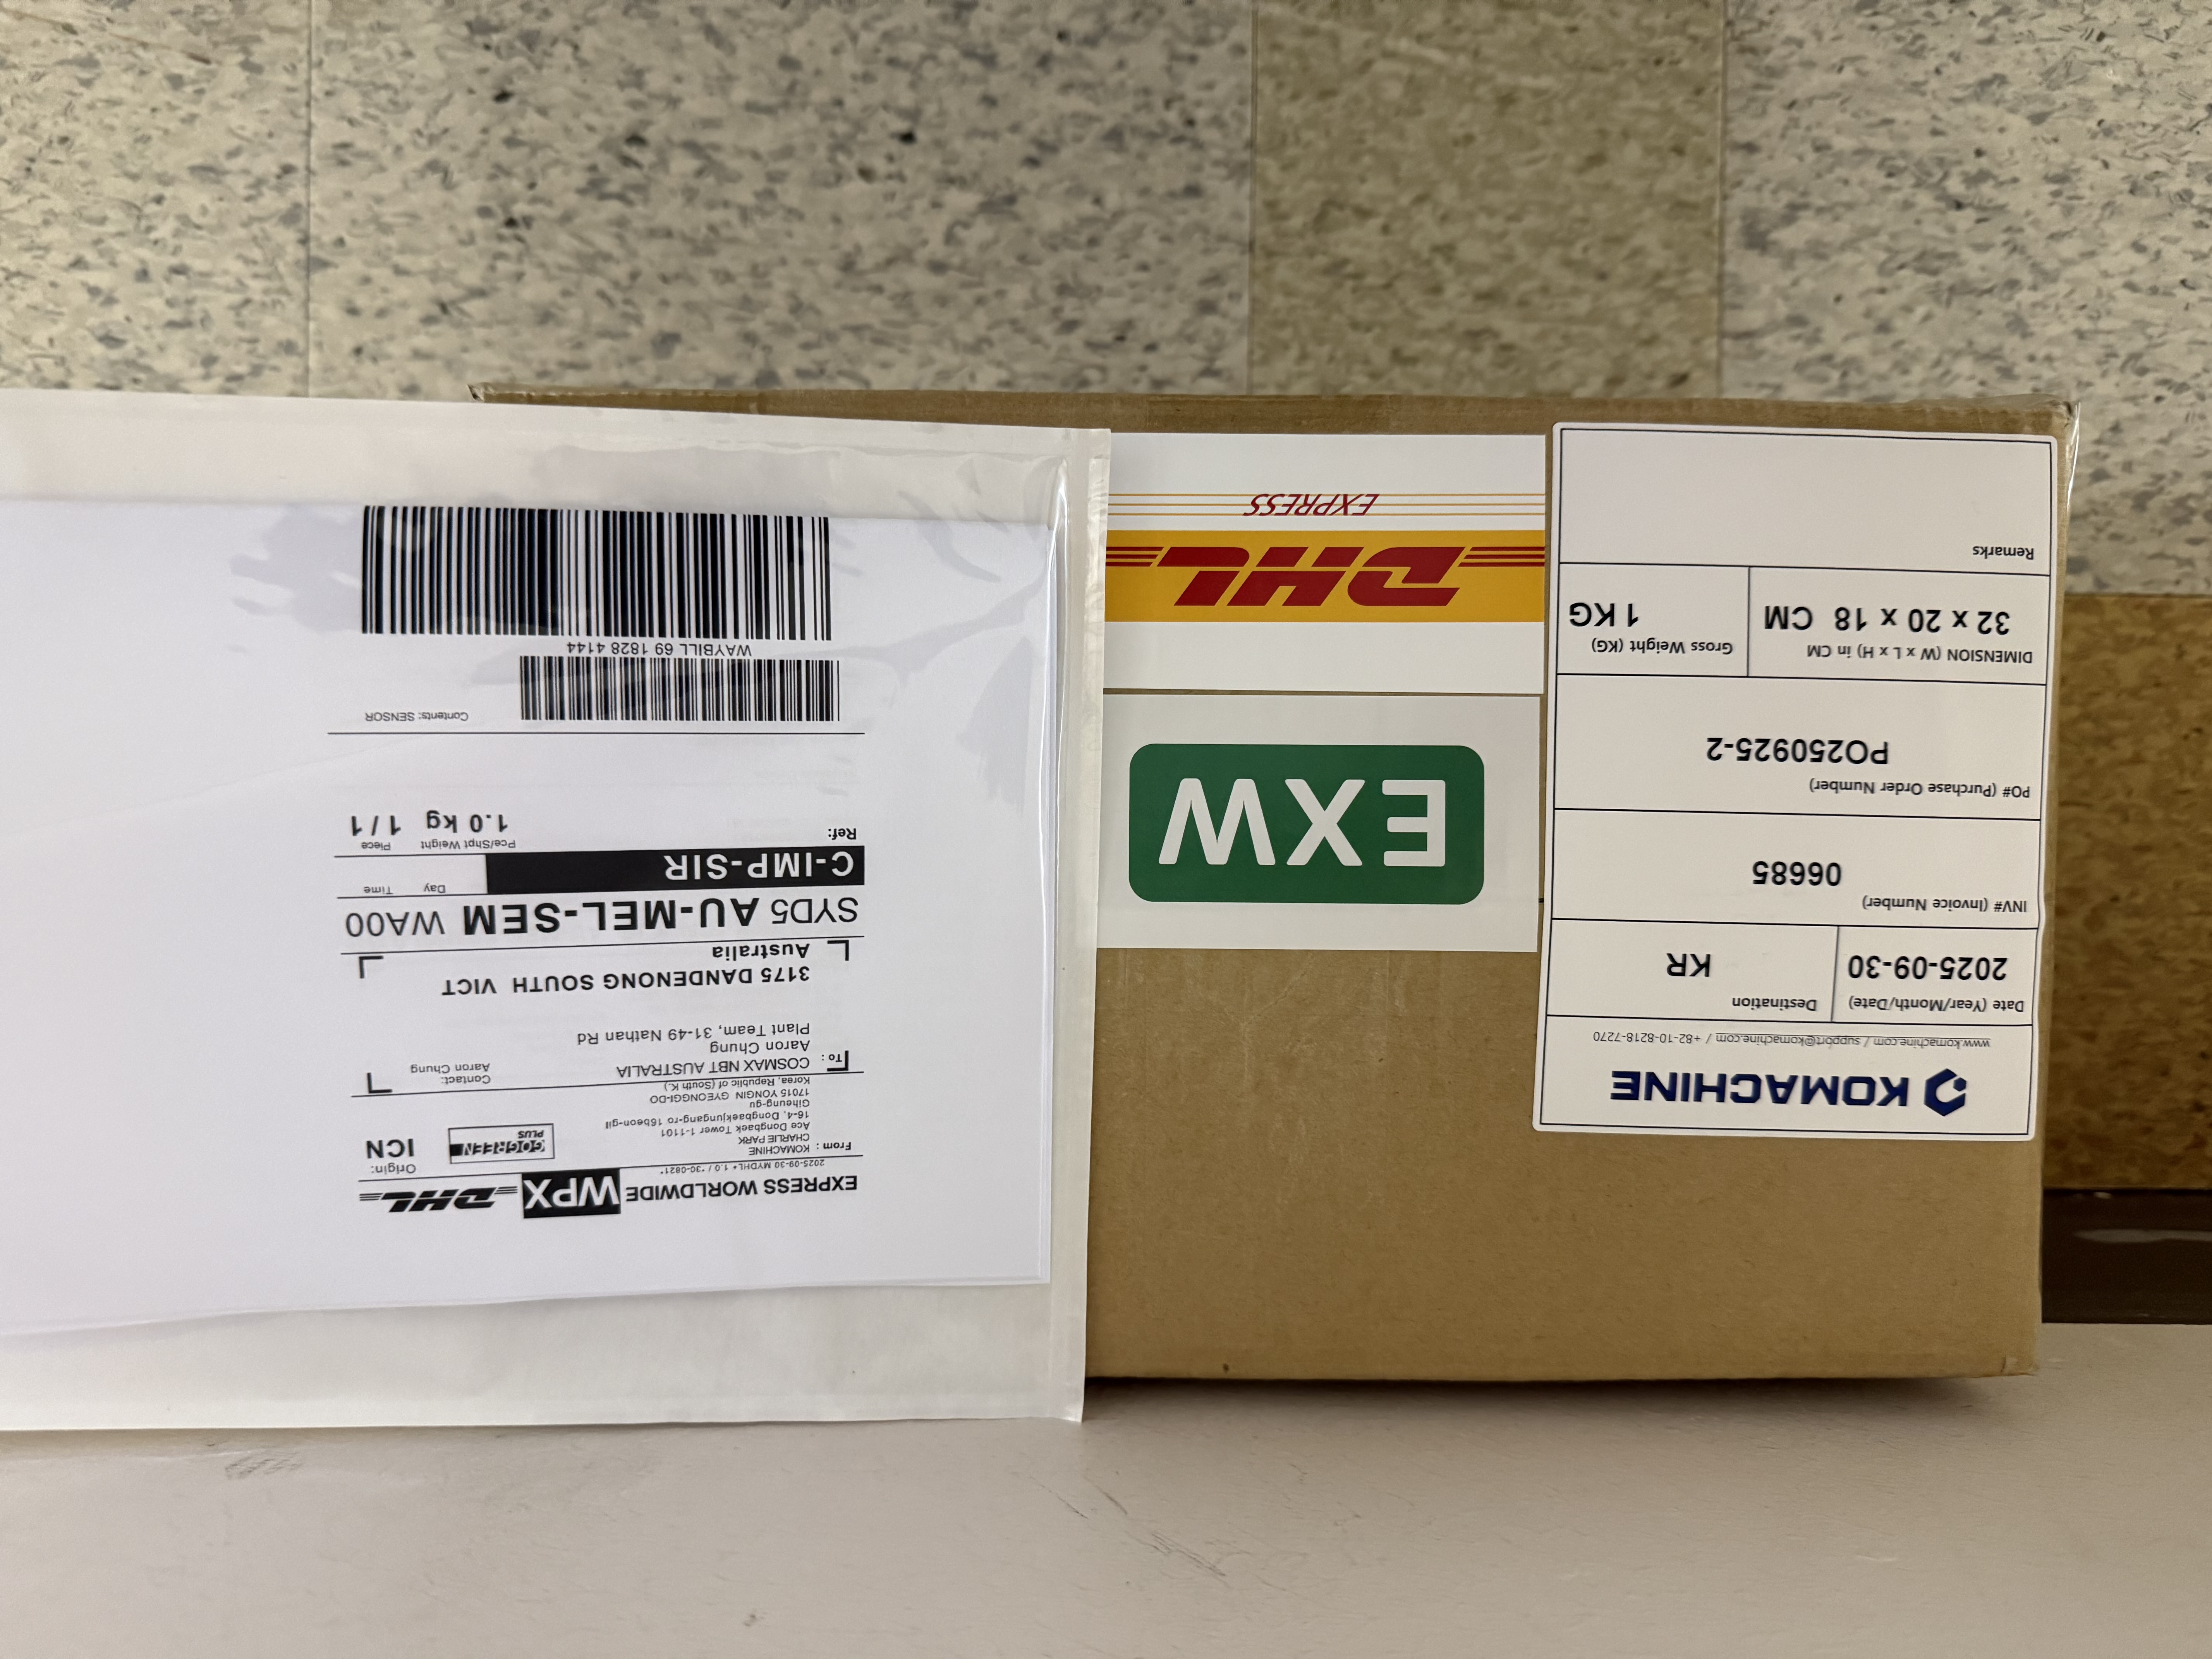 KOMACHINE
www.komachine.com / support@komachine.com / +82-10-8218-7270
Date (Year/Month/Date)
Destination
2025-09-30
KR
INV# (Invoice Number)
06685
PO# (Purchase Order Number)
PO250925-2
DIMENSION (W x L x H) in CM
Gross Weight (KG)
32 x 20 x 18 CM
1 KG
Remarks
EXW
DHL
EXPRESS
EXPRESS WORLDWIDE WPX DHL
2025-09-30 MYDHL+ 1.0 / *30-0821*
From : KOMACHINE
CHARLIE PARK
Ace Dongbaek Tower 1-1101
16-4, Dongbaekjungang-ro 16beon-gil
Giheung-gu
17015 YONGIN GYEONGGI-DO
Korea, Republic of (South K.)
GOGREEN PLUS
Origin:
ICN
To : COSMAX NBT AUSTRALIA
Aaron Chung
Plant Team, 31-49 Nathan Rd
Contact:
Aaron Chung
3175 DANDENONG SOUTH VICT
Australia
SYD5 AU-MEL-SEM WA00
C-IMP-SIR
Day Time
Ref:
Pce/Shpt Weight Piece
1.0 kg 1 / 1
Contents: SENSOR
WAYBILL 69 1828 4144